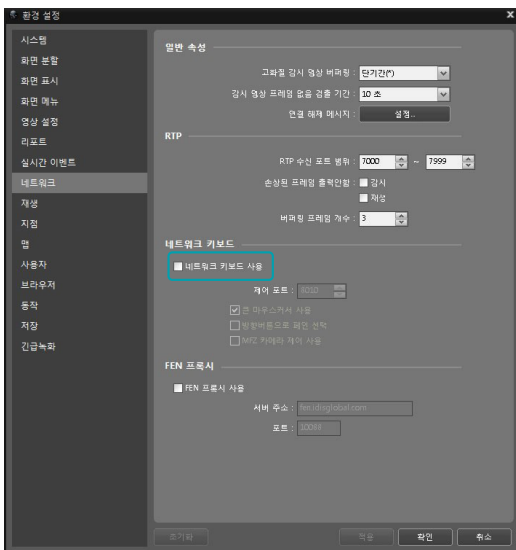 환경 설정
X
시스템
화면 분할
화면 표시
화면 메뉴
영상 설정
리포트
실시간 이벤트
네트워크
재생
지점
맵
사용자
브라우저
동작
저장
긴급녹화
일반 속성
고화질 감시 영상 버퍼링 : 단기간(*)
감시 영상 프레임 없음 검출 기간 : 10 초
연결 해제 메시지 : 설정...
RTP
RTP 수신 포트 범위 : 7000 ~ 7999
손상된 프레임 출력안함 : 감시
재생
버퍼링 프레임 개수 : 3
네트워크 키보드
네트워크 키보드 사용
제어 포트 : 8010
큰 마우스커서 사용
방향버튼으로 페인 선택
MFZ 카메라 제어 사용
FEN 프록시
FEN 프록시 사용
서버 주소 : fen.idisglobal.com
포트 : 10088
초기화
적용
확인
취소